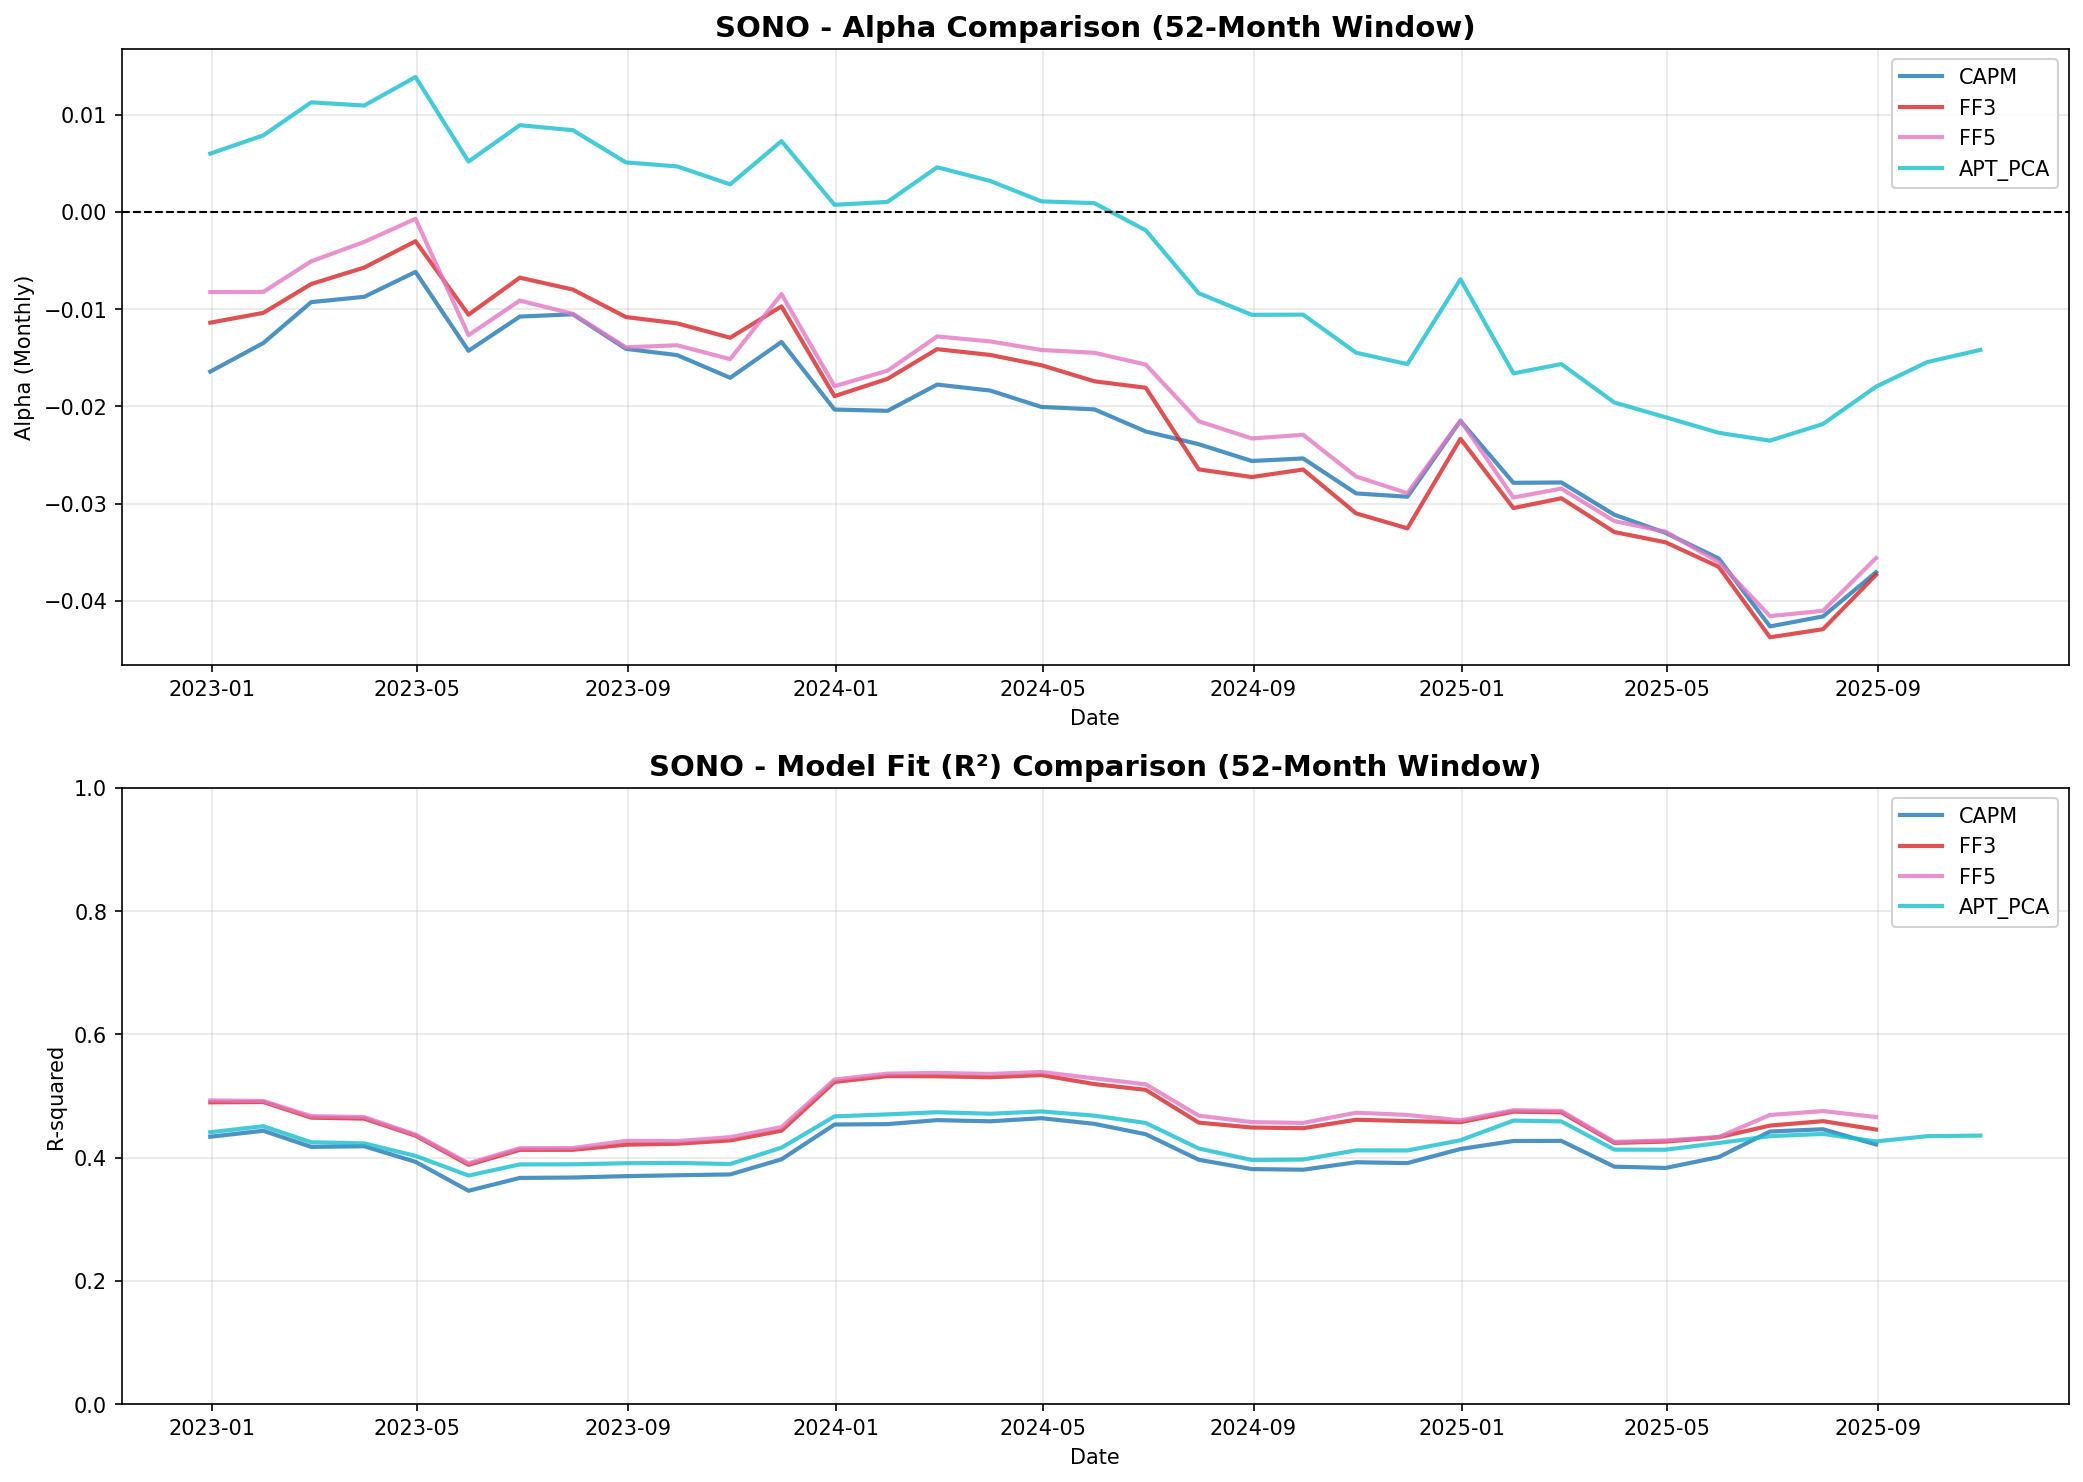 SONO - Alpha Comparison (52-Month Window)
CAPM
FF3
FF5
APT_PCA
0.01
0.00
−0.01
−0.02
−0.03
−0.04
Alpha (Monthly)
2023-01 2023-05 2023-09 2024-01 2024-05 2024-09 2025-01 2025-05 2025-09
Date
SONO - Model Fit (R²) Comparison (52-Month Window)
CAPM
FF3
FF5
APT_PCA
1.0
0.8
0.6
0.4
0.2
0.0
R-squared
2023-01 2023-05 2023-09 2024-01 2024-05 2024-09 2025-01 2025-05 2025-09
Date